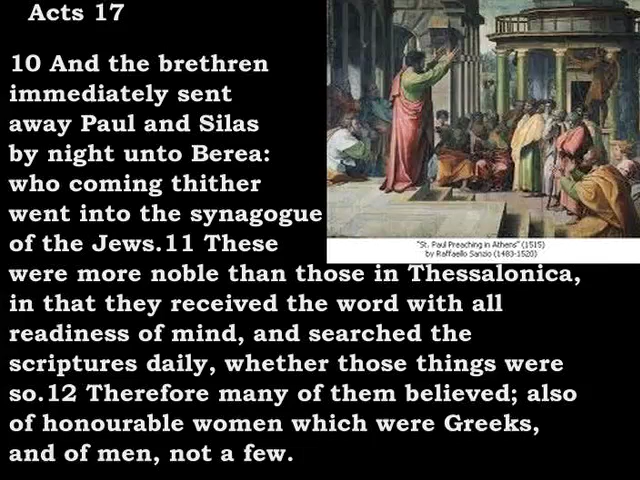 Acts 17
10 And the brethren
immediately sent
away Paul and Silas
by night unto Berea:
who coming thither
went into the synagogue
of the Jews.11 These
were more noble than those in Thessalonica,
in that they received the word with all
readiness of mind, and searched the
scriptures daily, whether those things were
so.12 Therefore many of them believed; also
of honourable women which were Greeks,
and of men, not a few.
"St. Paul Preaching in Athens" (1515)
by Raffaello Sanzio (1483-1520)